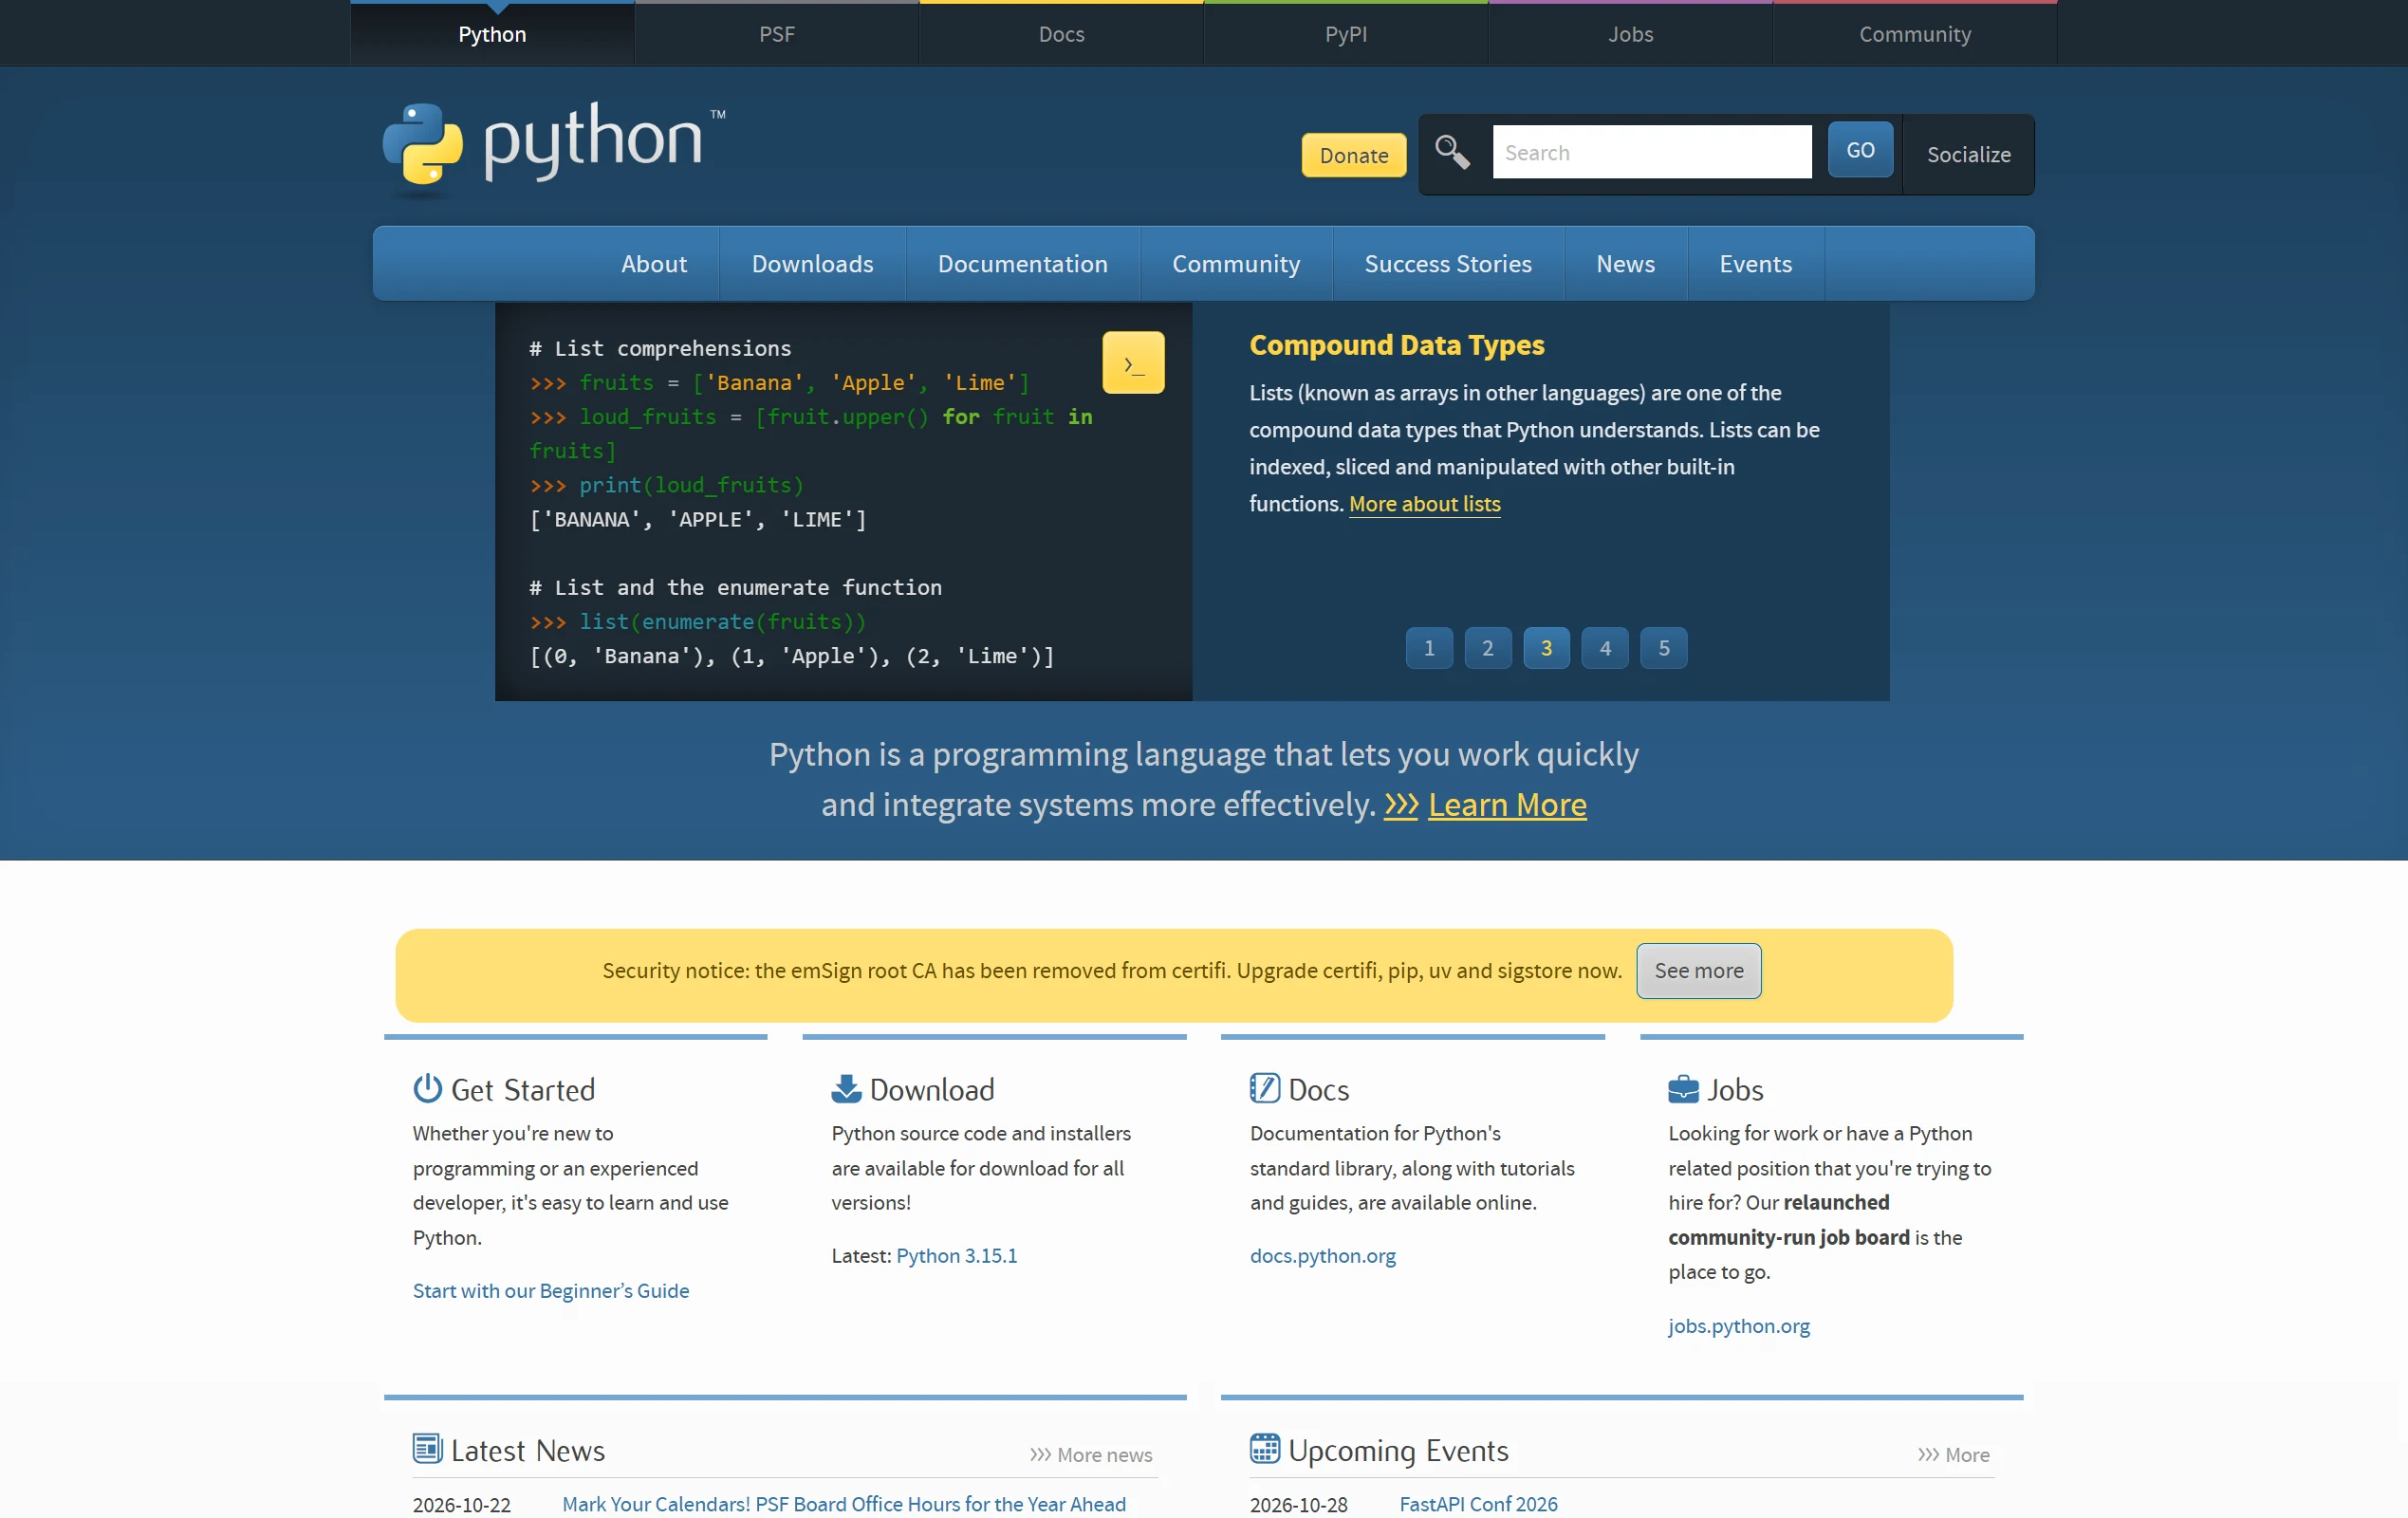 Python PSF Docs PyPI Jobs Community
python™
Donate Search GO Socialize
About Downloads Documentation Community Success Stories News Events
# List comprehensions
>>> fruits = ['Banana', 'Apple', 'Lime']
>>> loud_fruits = [fruit.upper() for fruit in
fruits]
>>> print(loud_fruits)
['BANANA', 'APPLE', 'LIME']
# List and the enumerate function
>>> list(enumerate(fruits))
[(0, 'Banana'), (1, 'Apple'), (2, 'Lime')]
>_
Compound Data Types
Lists (known as arrays in other languages) are one of the
compound data types that Python understands. Lists can be
indexed, sliced and manipulated with other built-in
functions. More about lists
1 2 3 4 5
Python is a programming language that lets you work quickly
and integrate systems more effectively. >>> Learn More
Security notice: the emSign root CA has been removed from certifi. Upgrade certifi, pip, uv and sigstore now. See more
Get Started
Whether you're new to
programming or an experienced
developer, it's easy to learn and use
Python.
Start with our Beginner’s Guide
Download
Python source code and installers
are available for download for all
versions!
Latest: Python 3.15.1
Docs
Documentation for Python's
standard library, along with tutorials
and guides, are available online.
docs.python.org
Jobs
Looking for work or have a Python
related position that you're trying to
hire for? Our relaunched
community-run job board is the
place to go.
jobs.python.org
Latest News
>>> More news
2026-10-22 Mark Your Calendars! PSF Board Office Hours for the Year Ahead
Upcoming Events
>>> More
2026-10-28 FastAPI Conf 2026